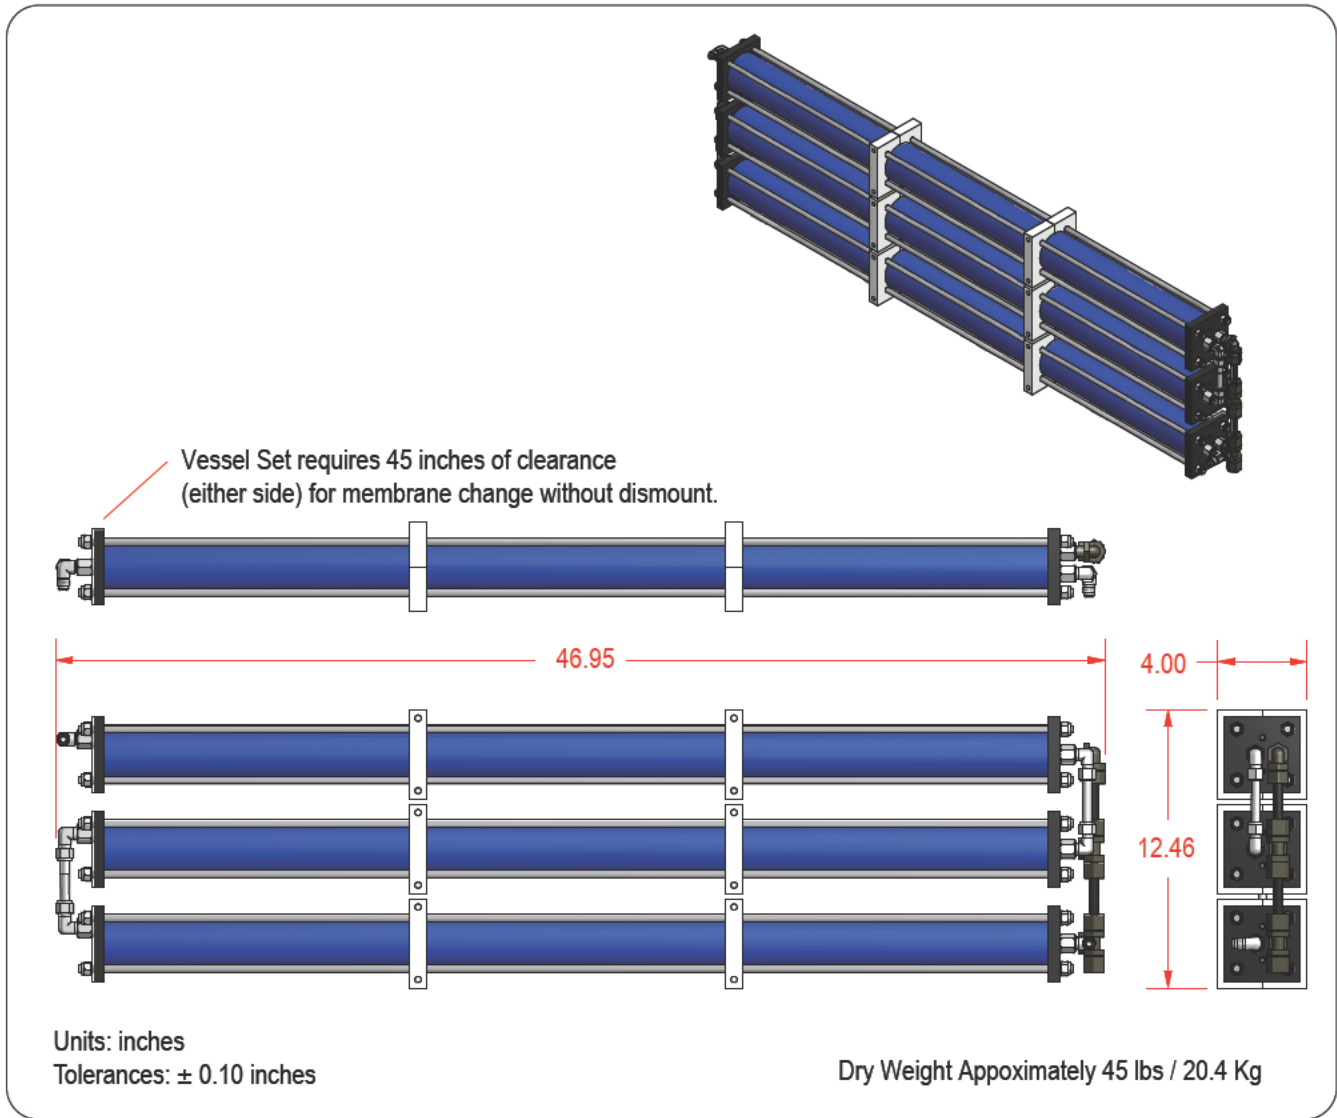 Vessel Set requires 45 inches of clearance
(either side) for membrane change without dismount.
46.95
4.00
12.46
Units: inches
Tolerances: ± 0.10 inches
Dry Weight Appoximately 45 lbs / 20.4 Kg